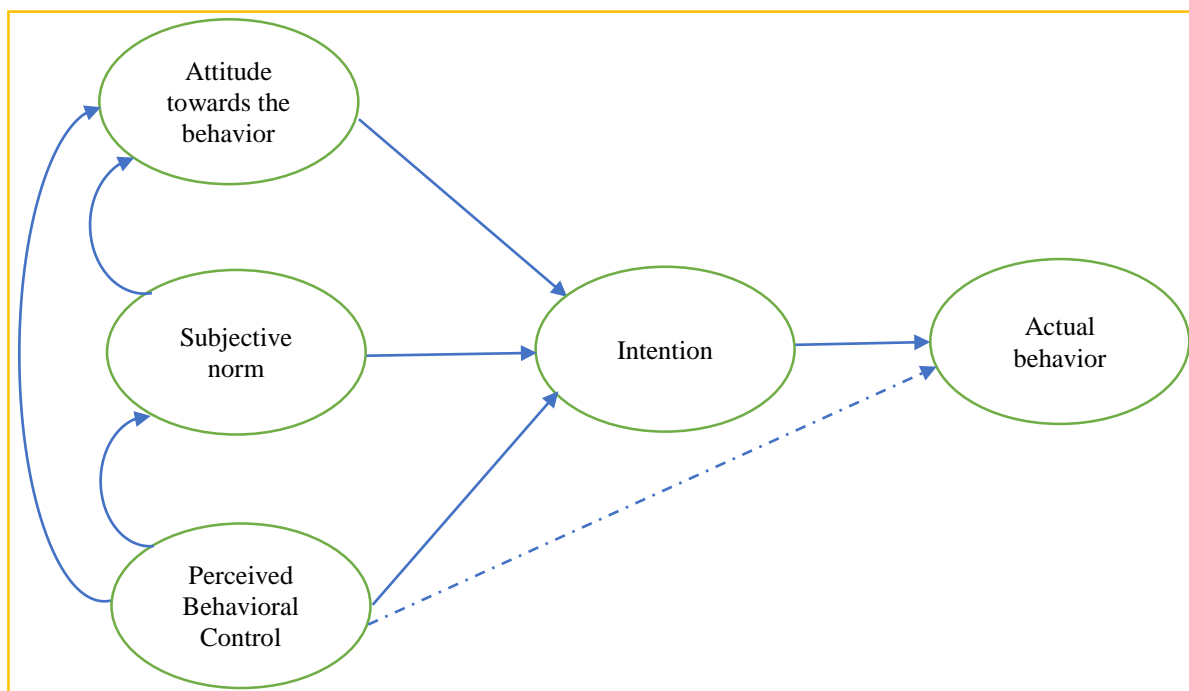 Attitude
towards the
behavior
Subjective
norm
Intention
Actual
behavior
Perceived
Behavioral
Control